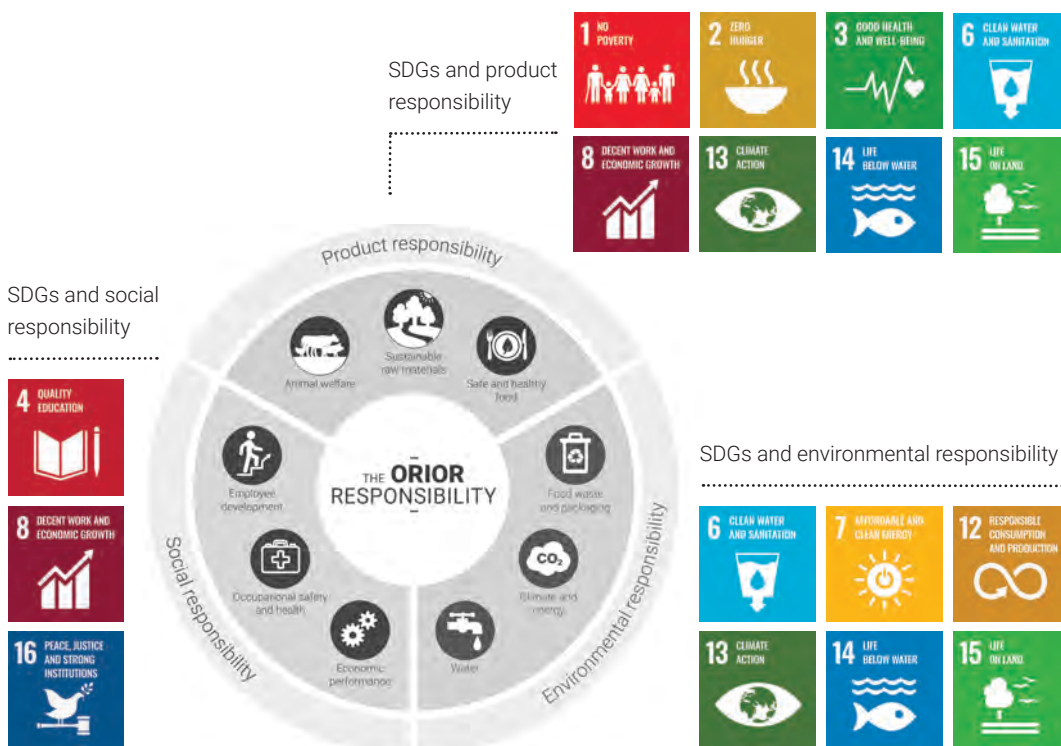 SDGs and product
responsibility
1 NO
POVERTY
2 ZERO
HUNGER
3 GOOD HEALTH
AND WELL-BEING
6 CLEAN WATER
AND SANITATION
8 DECENT WORK AND
ECONOMIC GROWTH
13 CLIMATE
ACTION
14 LIFE
BELOW WATER
15 LIFE
ON LAND
SDGs and social
responsibility
4 QUALITY
EDUCATION
8 DECENT WORK AND
ECONOMIC GROWTH
16 PEACE, JUSTICE
AND STRONG
INSTITUTIONS
Product responsibility
Animal welfare
Sustainable
raw materials
Safe and healthy
food
THE ORIOR
RESPONSIBILITY
Employee
development
Occupational safety
and health
Economic
performance
Social responsibility
Food waste
and packaging
CO₂
Climate and
energy
Water
Environmental responsibility
SDGs and environmental responsibility
6 CLEAN WATER
AND SANITATION
7 AFFORDABLE AND
CLEAN ENERGY
12 RESPONSIBLE
CONSUMPTION
AND PRODUCTION
13 CLIMATE
ACTION
14 LIFE
BELOW WATER
15 LIFE
ON LAND